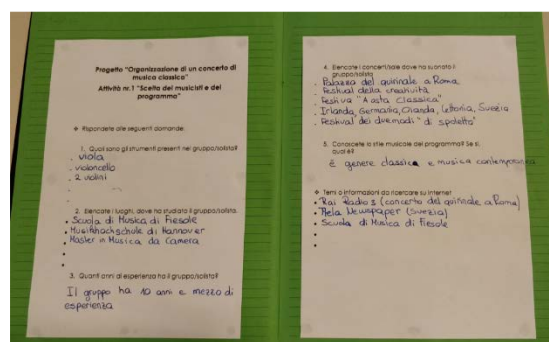 Progetto "Organizzazione di un concerto di
musica classica"
Attività nr.1 "Scelta dei musicisti e del
programma"
❖ Rispondete alle seguenti domande:
1. Quali sono gli strumenti presenti nel gruppo/solista?
. viola
. violoncello
. 2 violini
2. Elencate i luoghi, dove ha studiato il gruppo/solista.
• Scuola di Musica di Fiesole
• Musikhochschule di Hannover
• Master in Musica da Camera
•
•
3. Quanti anni di esperienza ha il gruppo/solista?
Il gruppo ha 10 anni e mezzo di
esperienza
4. Elencate i concerti/sale dove ha suonato il
gruppo/solista
. Palazzo del quirinale a Roma
. Festival della creatività
. Festival "Aosta classica"
. Irlanda, Germania, Olanda, Lettonia, Svezia
. Festival dei due madi "di spoleto"
5. Conoscete lo stile musicale del programma? Se si,
qual è?
È genere classica e musica contemporanea
❖ Temi o informazioni da ricercare su internet
• Rai Radio 3 (concerto del quirinale a Roma)
• Newspaper (Svezia)
• Scuola di Musica di Fiesole
•
•
•